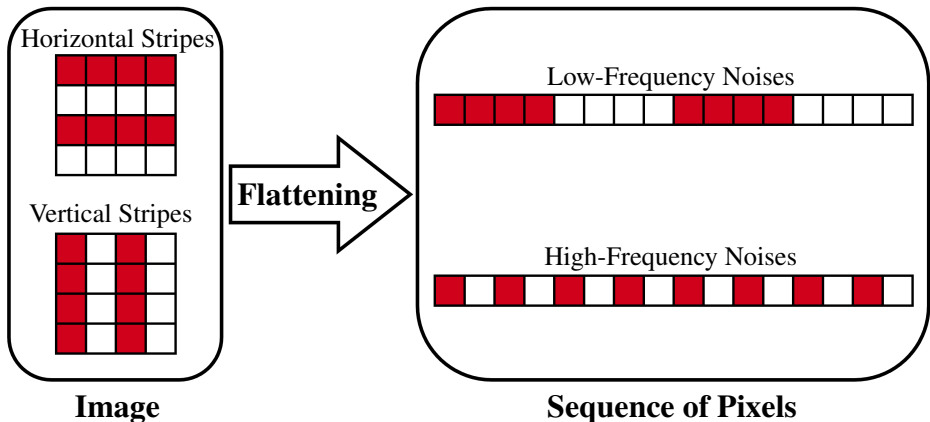 Horizontal Stripes
Vertical Stripes
Image
Flattening
Low-Frequency Noises
High-Frequency Noises
Sequence of Pixels